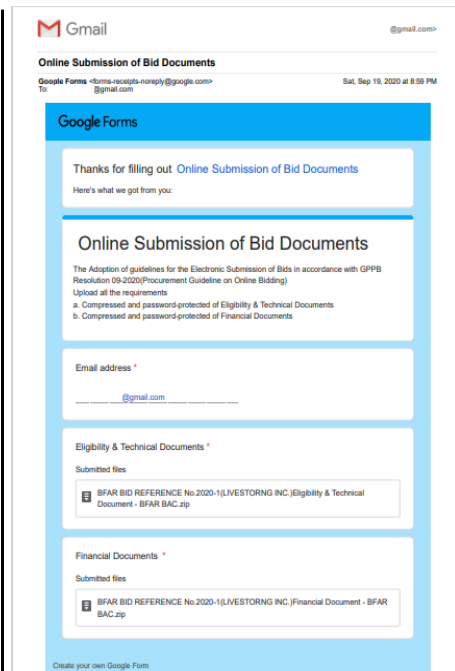 Gmail
@gmail.com>
Online Submission of Bid Documents
Google Forms <forms-receipts-noreply@google.com>
Sat, Sep 19, 2020 at 8:59 PM
To: @gmail.com
Google Forms
Thanks for filling out Online Submission of Bid Documents
Here's what we got from you:
Online Submission of Bid Documents
The Adoption of guidelines for the Electronic Submission of Bids in accordance with GPPB
Resolution 09-2020(Procurement Guideline on Online Bidding)
Upload all the requirements
a. Compressed and password-protected of Eligibility & Technical Documents
b. Compressed and password-protected of Financial Documents
Email address *
@gmail.com
Eligibility & Technical Documents *
Submitted files
BFAR BID REFERENCE No.2020-1(LIVESTORNG INC.)Eligibility & Technical
Document - BFAR BAC.zip
Financial Documents *
Submitted files
BFAR BID REFERENCE No.2020-1(LIVESTORNG INC.)Financial Document - BFAR
BAC.zip
Create your own Google Form